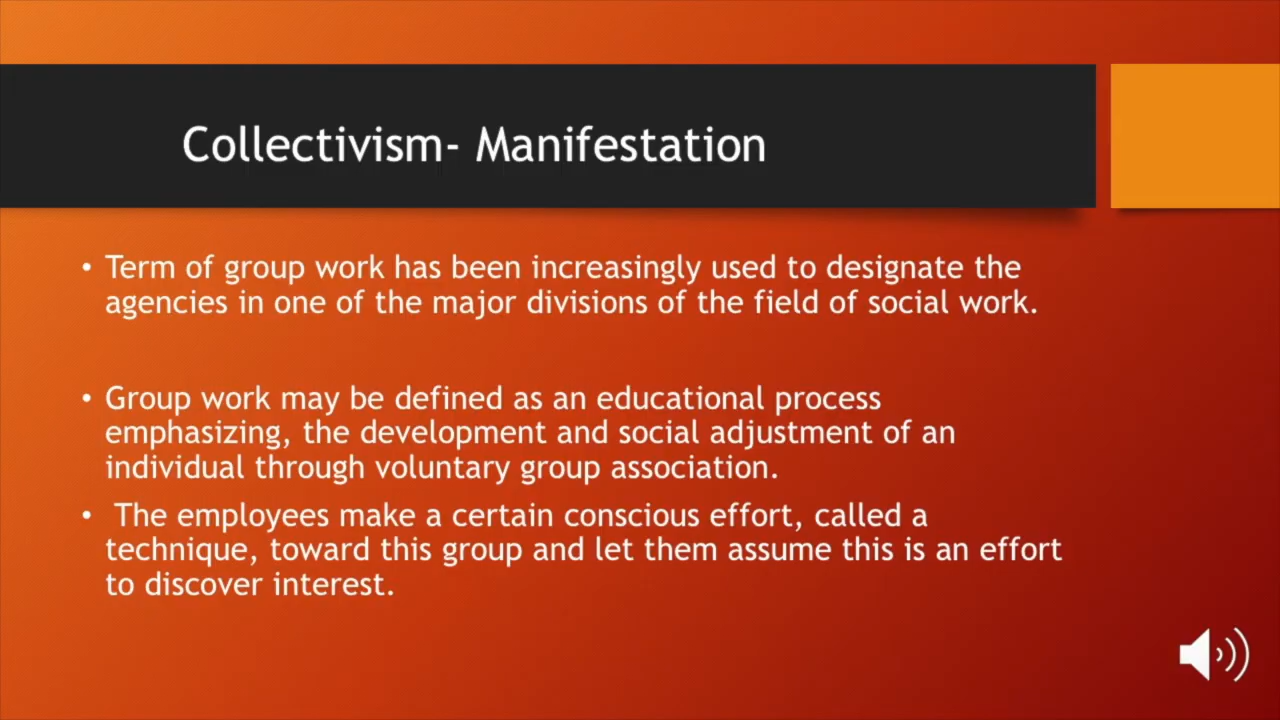 Collectivism- Manifestation
• Term of group work has been increasingly used to designate the
agencies in one of the major divisions of the field of social work.
• Group work may be defined as an educational process
emphasizing, the development and social adjustment of an
individual through voluntary group association.
• The employees make a certain conscious effort, called a
technique, toward this group and let them assume this is an effort
to discover interest.